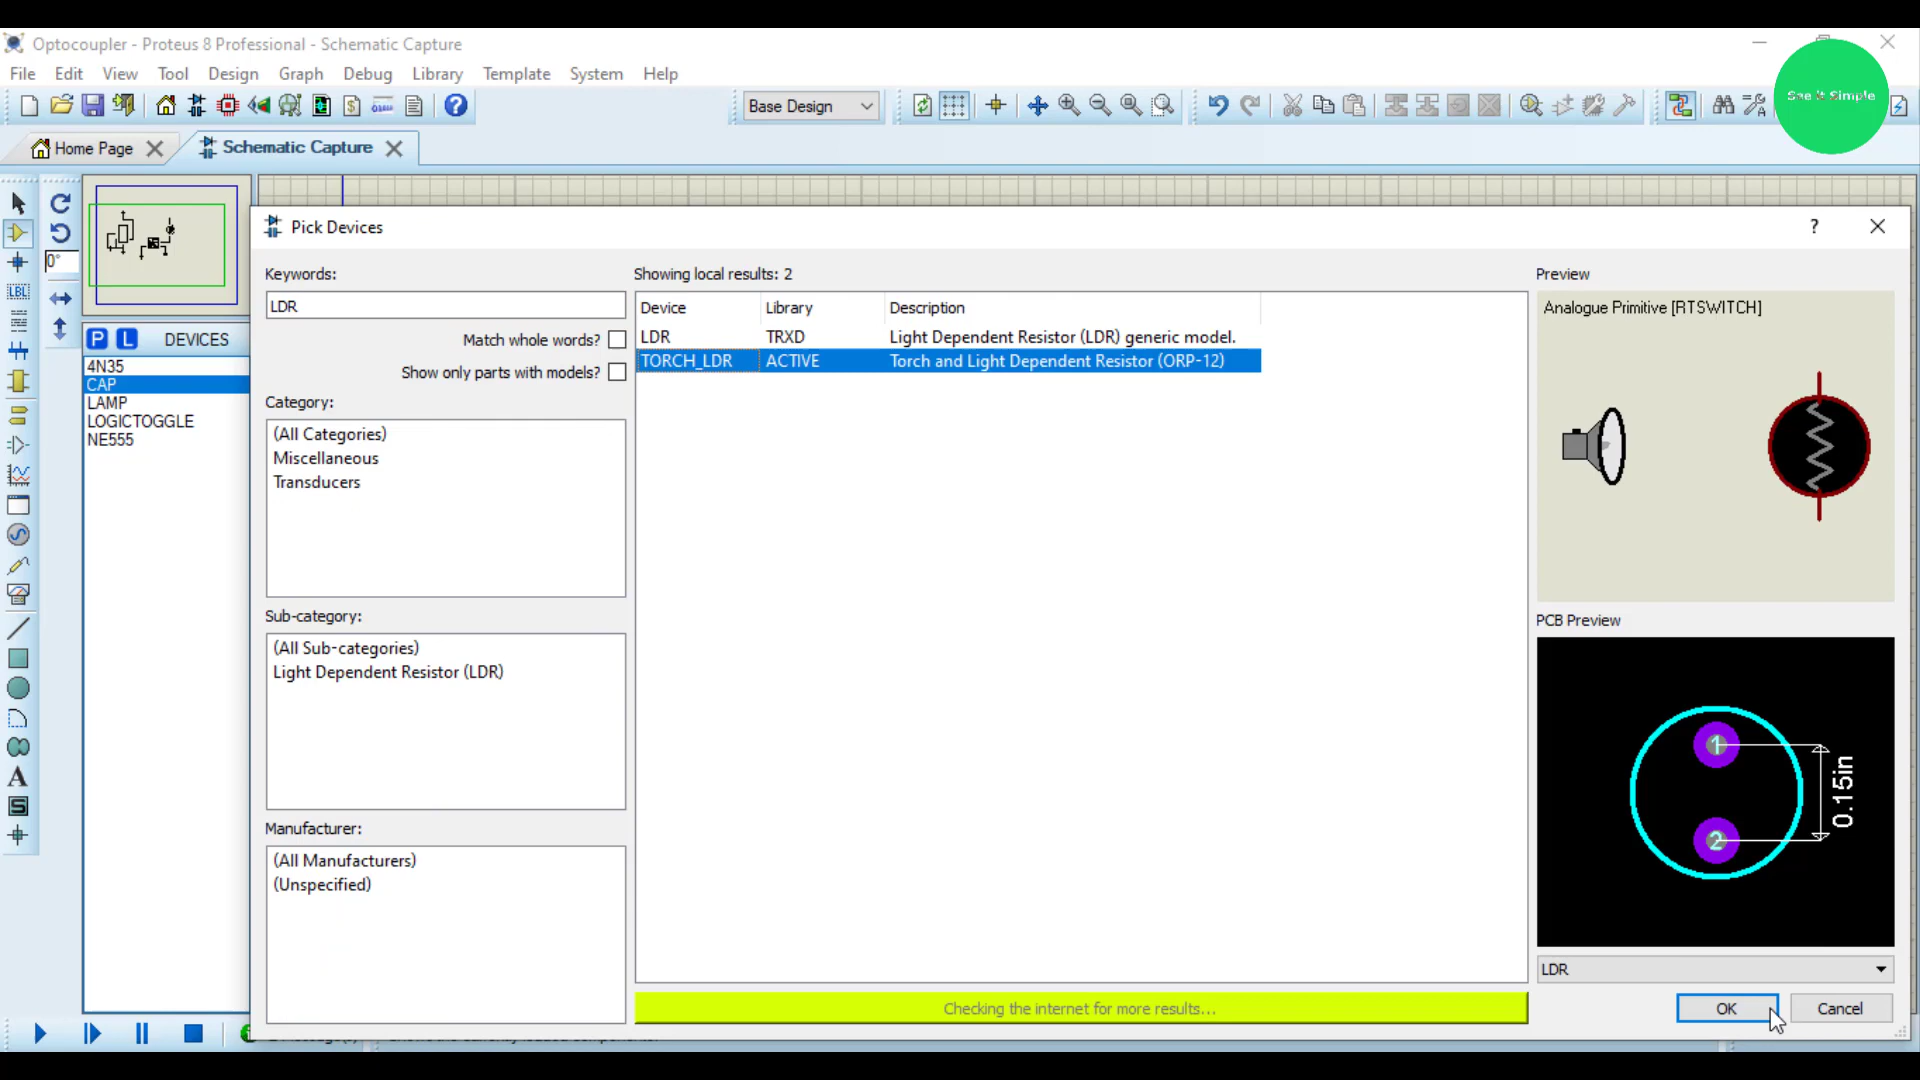 Optocoupler - Proteus 8 Professional - Schematic Capture
File Edit View Tool Design Graph Debug Library Template System Help
Base Design
See it Simple
Home Page
Schematic Capture
0°
LBL
P L DEVICES
4N35
CAP
LAMP
LOGICTOGGLE
NE555
A
S
Pick Devices
?
Keywords:
LDR
Match whole words?
Show only parts with models?
Category:
(All Categories)
Miscellaneous
Transducers
Sub-category:
(All Sub-categories)
Light Dependent Resistor (LDR)
Manufacturer:
(All Manufacturers)
(Unspecified)
Showing local results: 2
Device Library Description
LDR TRXD Light Dependent Resistor (LDR) generic model.
TORCH_LDR ACTIVE Torch and Light Dependent Resistor (ORP-12)
Checking the internet for more results...
Preview
Analogue Primitive [RTSWITCH]
PCB Preview
1
2
0.15in
LDR
OK
Cancel